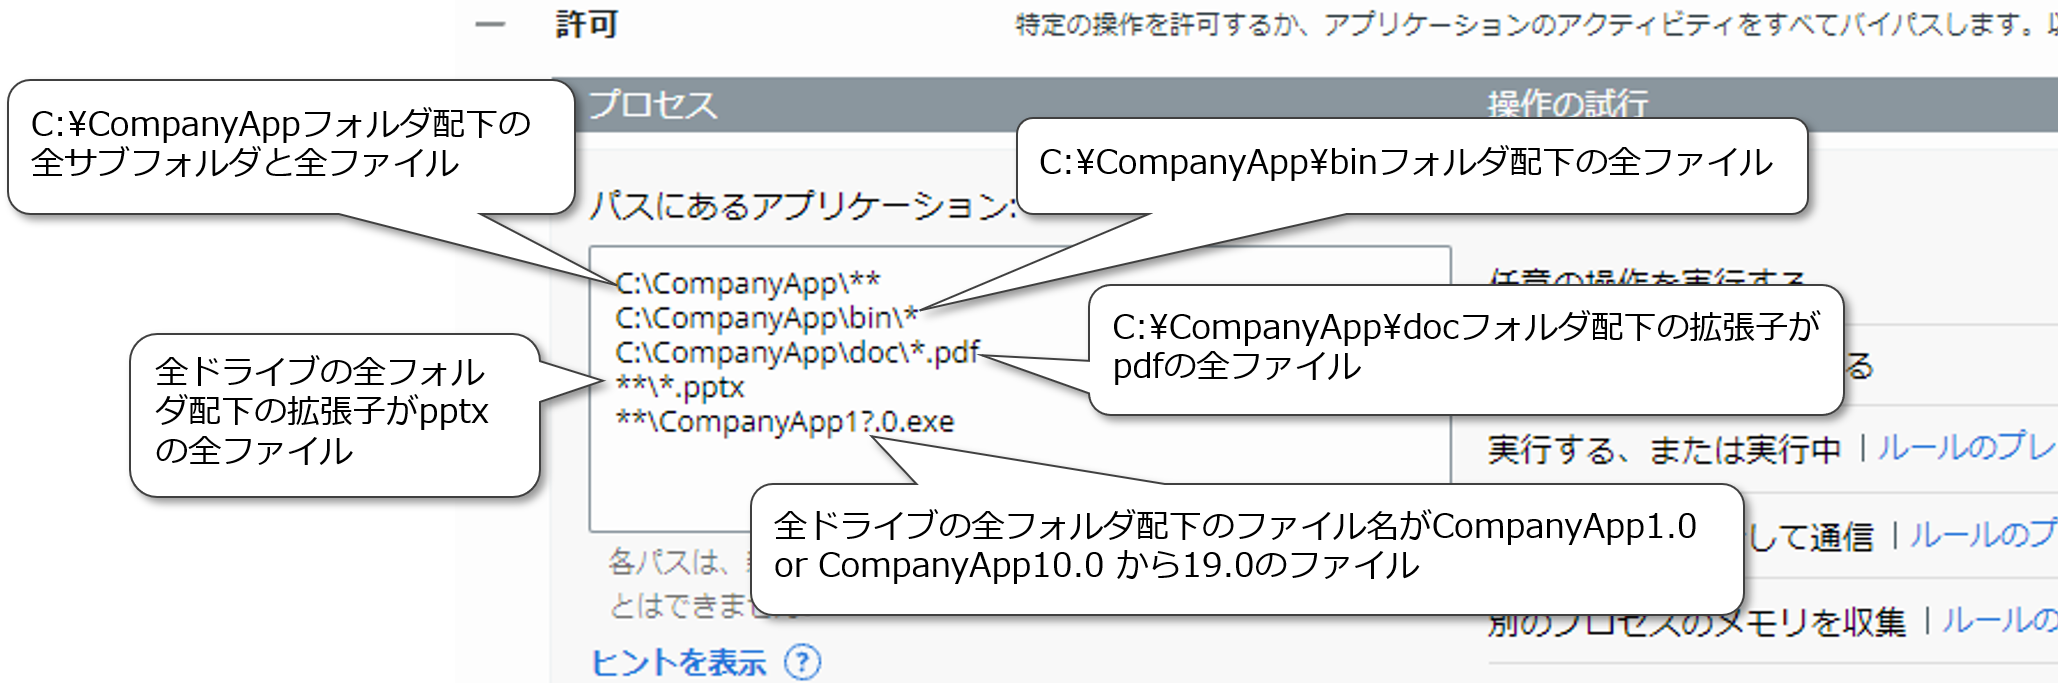 許可
特定の操作を許可するか、アプリケーションのアクティビティをすべてバイパスします。
プロセス
操作の試行
C:¥CompanyAppフォルダ配下の
全サブフォルダと全ファイル
C:¥CompanyApp¥binフォルダ配下の全ファイル
パスにあるアプリケーション:
C:\CompanyApp\**
C:\CompanyApp\bin\*
C:\CompanyApp\doc\*.pdf
**\*.pptx
**\CompanyApp1?.0.exe
任意の操作を実行する
C:¥CompanyApp¥docフォルダ配下の拡張子が
pdfの全ファイル
る
全ドライブの全フォル
ダ配下の拡張子がpptx
の全ファイル
実行する、または実行中 | ルールのプレ
全ドライブの全フォルダ配下のファイル名がCompanyApp1.0
or CompanyApp10.0 から19.0のファイル
して通信 | ルールのプ
各パスは、
とはできません
別のプロセスのメモリを収集 | ルールの
ヒントを表示 ?